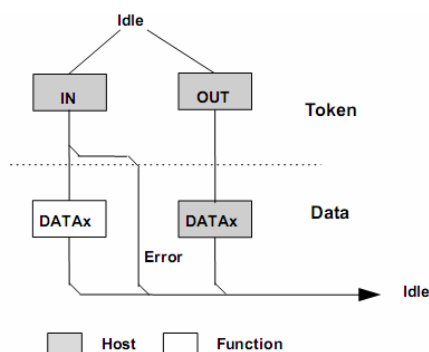 Idle
IN
OUT
Token
DATAx
DATAx
Data
Error
Idle
Host
Function